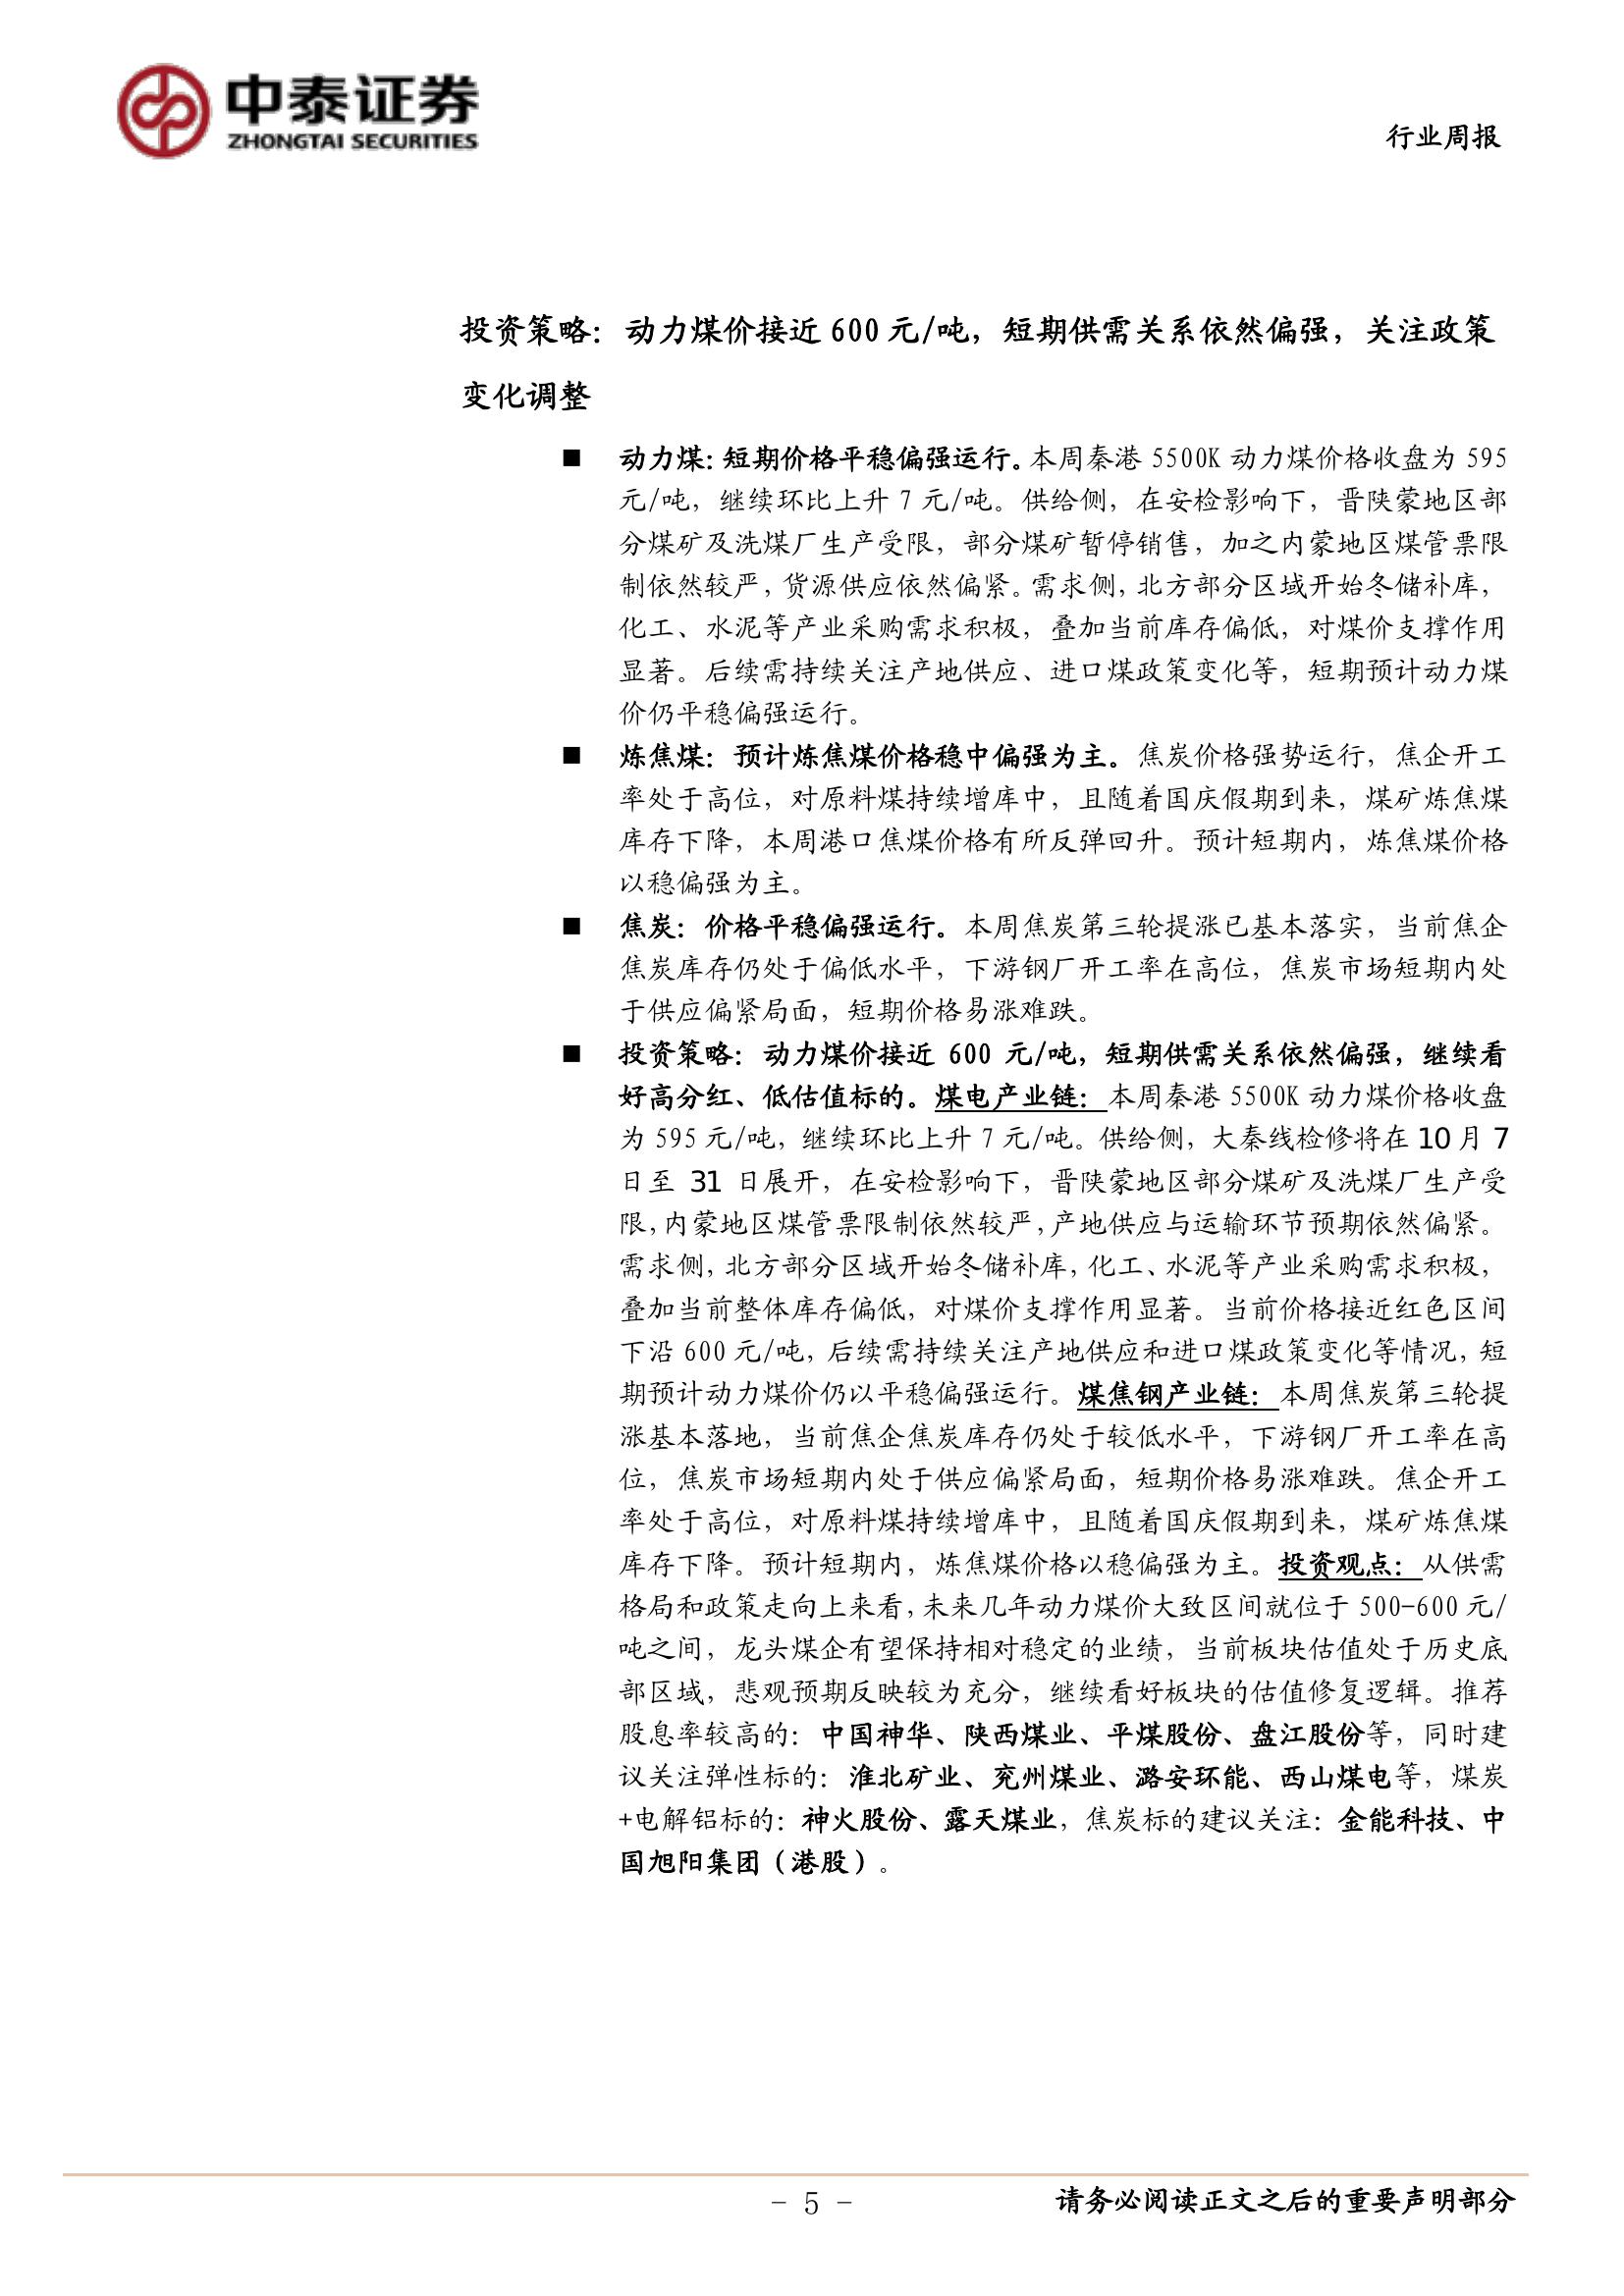 中泰证券
ZHONGTAI SECURITIES
行业周报
投资策略：动力煤价接近 600 元/吨，短期供需关系依然偏强，关注政策
变化调整
■ 动力煤：短期价格平稳偏强运行。本周秦港 5500K 动力煤价格收盘为 595
元/吨，继续环比上升 7 元/吨。供给侧，在安检影响下，晋陕蒙地区部
分煤矿及洗煤厂生产受限，部分煤矿暂停销售，加之内蒙地区煤管票限
制依然较严，货源供应依然偏紧。需求侧，北方部分区域开始冬储补库，
化工、水泥等产业采购需求积极，叠加当前库存偏低，对煤价支撑作用
显著。后续需持续关注产地供应、进口煤政策变化等，短期预计动力煤
价仍平稳偏强运行。
■ 炼焦煤：预计炼焦煤价格稳中偏强为主。焦炭价格强势运行，焦企开工
率处于高位，对原料煤持续增库中，且随着国庆假期到来，煤矿炼焦煤
库存下降，本周港口焦煤价格有所反弹回升。预计短期内，炼焦煤价格
以稳偏强为主。
■ 焦炭：价格平稳偏强运行。本周焦炭第三轮提涨已基本落实，当前焦企
焦炭库存仍处于偏低水平，下游钢厂开工率在高位，焦炭市场短期内处
于供应偏紧局面，短期价格易涨难跌。
■ 投资策略：动力煤价接近 600 元/吨，短期供需关系依然偏强，继续看
好高分红、低估值标的。煤电产业链：本周秦港 5500K 动力煤价格收盘
为 595 元/吨，继续环比上升 7 元/吨。供给侧，大秦线检修将在 10 月 7
日至 31 日展开，在安检影响下，晋陕蒙地区部分煤矿及洗煤厂生产受
限，内蒙地区煤管票限制依然较严，产地供应与运输环节预期依然偏紧。
需求侧，北方部分区域开始冬储补库，化工、水泥等产业采购需求积极，
叠加当前整体库存偏低，对煤价支撑作用显著。当前价格接近红色区间
下沿 600 元/吨，后续需持续关注产地供应和进口煤政策变化等情况，短
期预计动力煤价仍以平稳偏强运行。煤焦钢产业链：本周焦炭第三轮提
涨基本落地，当前焦企焦炭库存仍处于较低水平，下游钢厂开工率在高
位，焦炭市场短期内处于供应偏紧局面，短期价格易涨难跌。焦企开工
率处于高位，对原料煤持续增库中，且随着国庆假期到来，煤矿炼焦煤
库存下降。预计短期内，炼焦煤价格以稳偏强为主。投资观点：从供需
格局和政策走向上来看，未来几年动力煤价大致区间就位于 500-600 元/
吨之间，龙头煤企有望保持相对稳定的业绩，当前板块估值处于历史底
部区域，悲观预期反映较为充分，继续看好板块的估值修复逻辑。推荐
股息率较高的：中国神华、陕西煤业、平煤股份、盘江股份等，同时建
议关注弹性标的：淮北矿业、兖州煤业、潞安环能、西山煤电等，煤炭
+电解铝标的：神火股份、露天煤业，焦炭标的建议关注：金能科技、中
国旭阳集团（港股）。
- 5 -
请务必阅读正文之后的重要声明部分